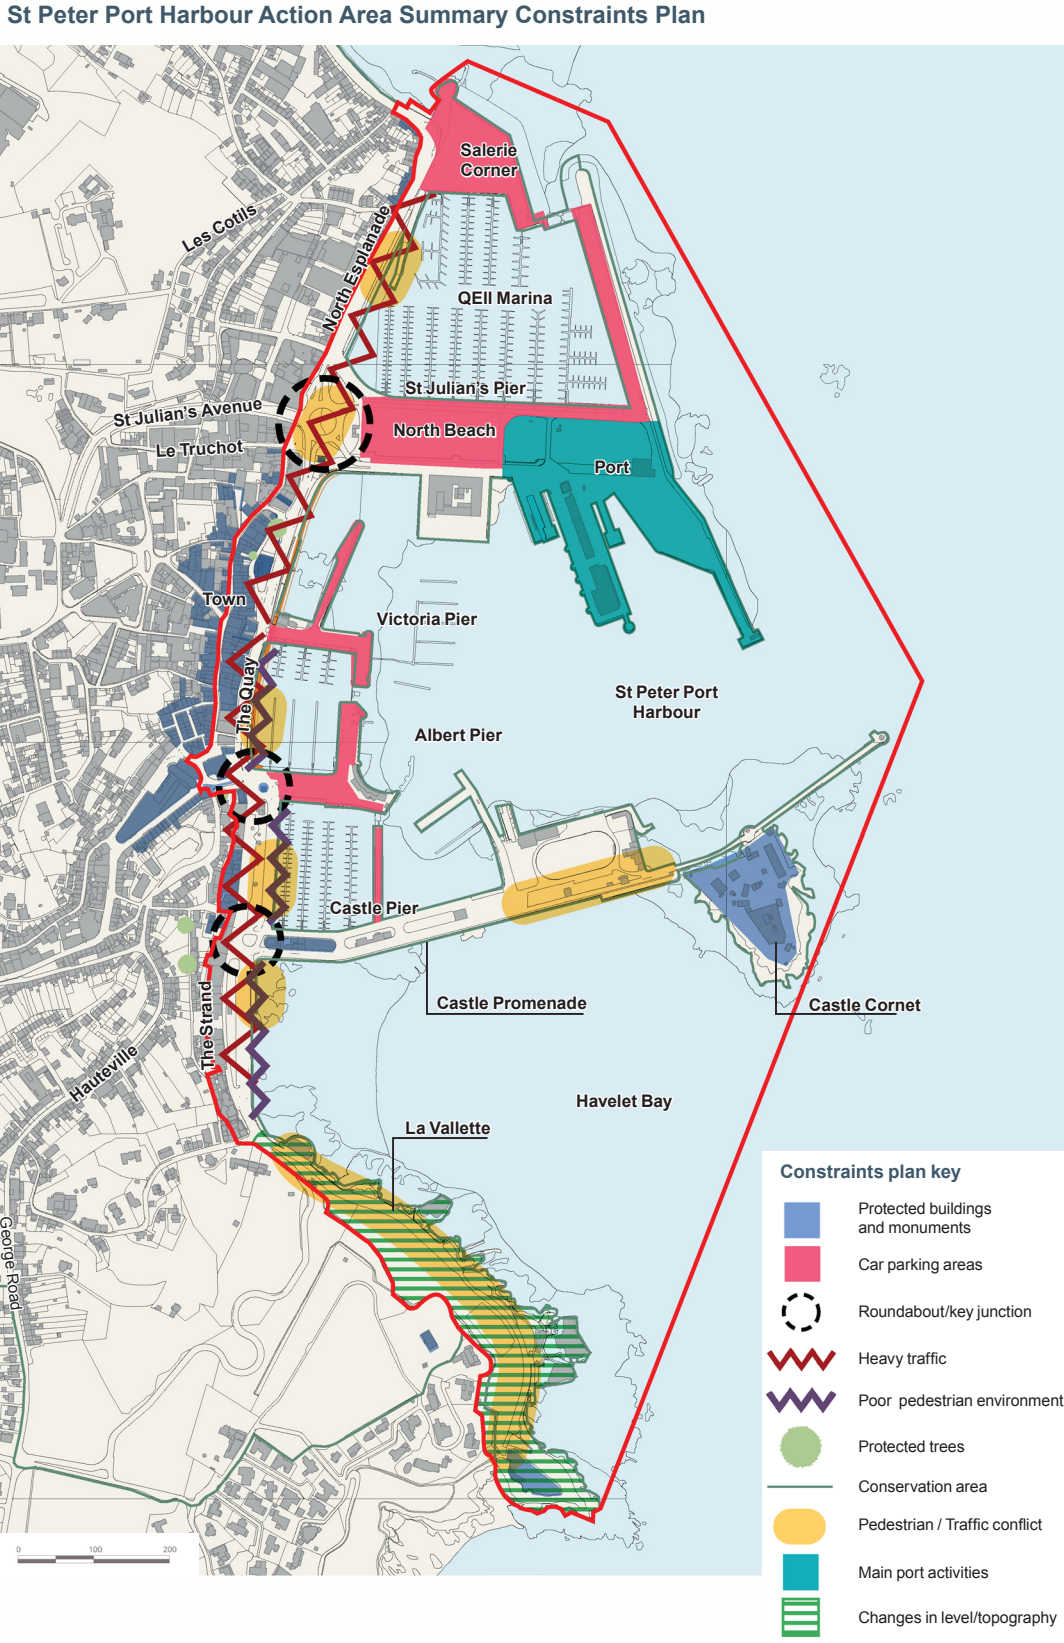 St Peter Port Harbour Action Area Summary Constraints Plan
Salerie
Corner
Les Cotils
North Esplanade
QEII Marina
St Julian's Pier
St Julian's Avenue
North Beach
Le Truchot
Port
Town
Victoria Pier
The Quay
St Peter Port
Harbour
Albert Pier
Castle Pier
Castle Promenade
Castle Cornet
The Strand
Hauteville
Havelet Bay
La Vallette
George Road
0 100 200
Constraints plan key
Protected buildings
and monuments
Car parking areas
Roundabout/key junction
Heavy traffic
Poor pedestrian environment
Protected trees
Conservation area
Pedestrian / Traffic conflict
Main port activities
Changes in level/topography